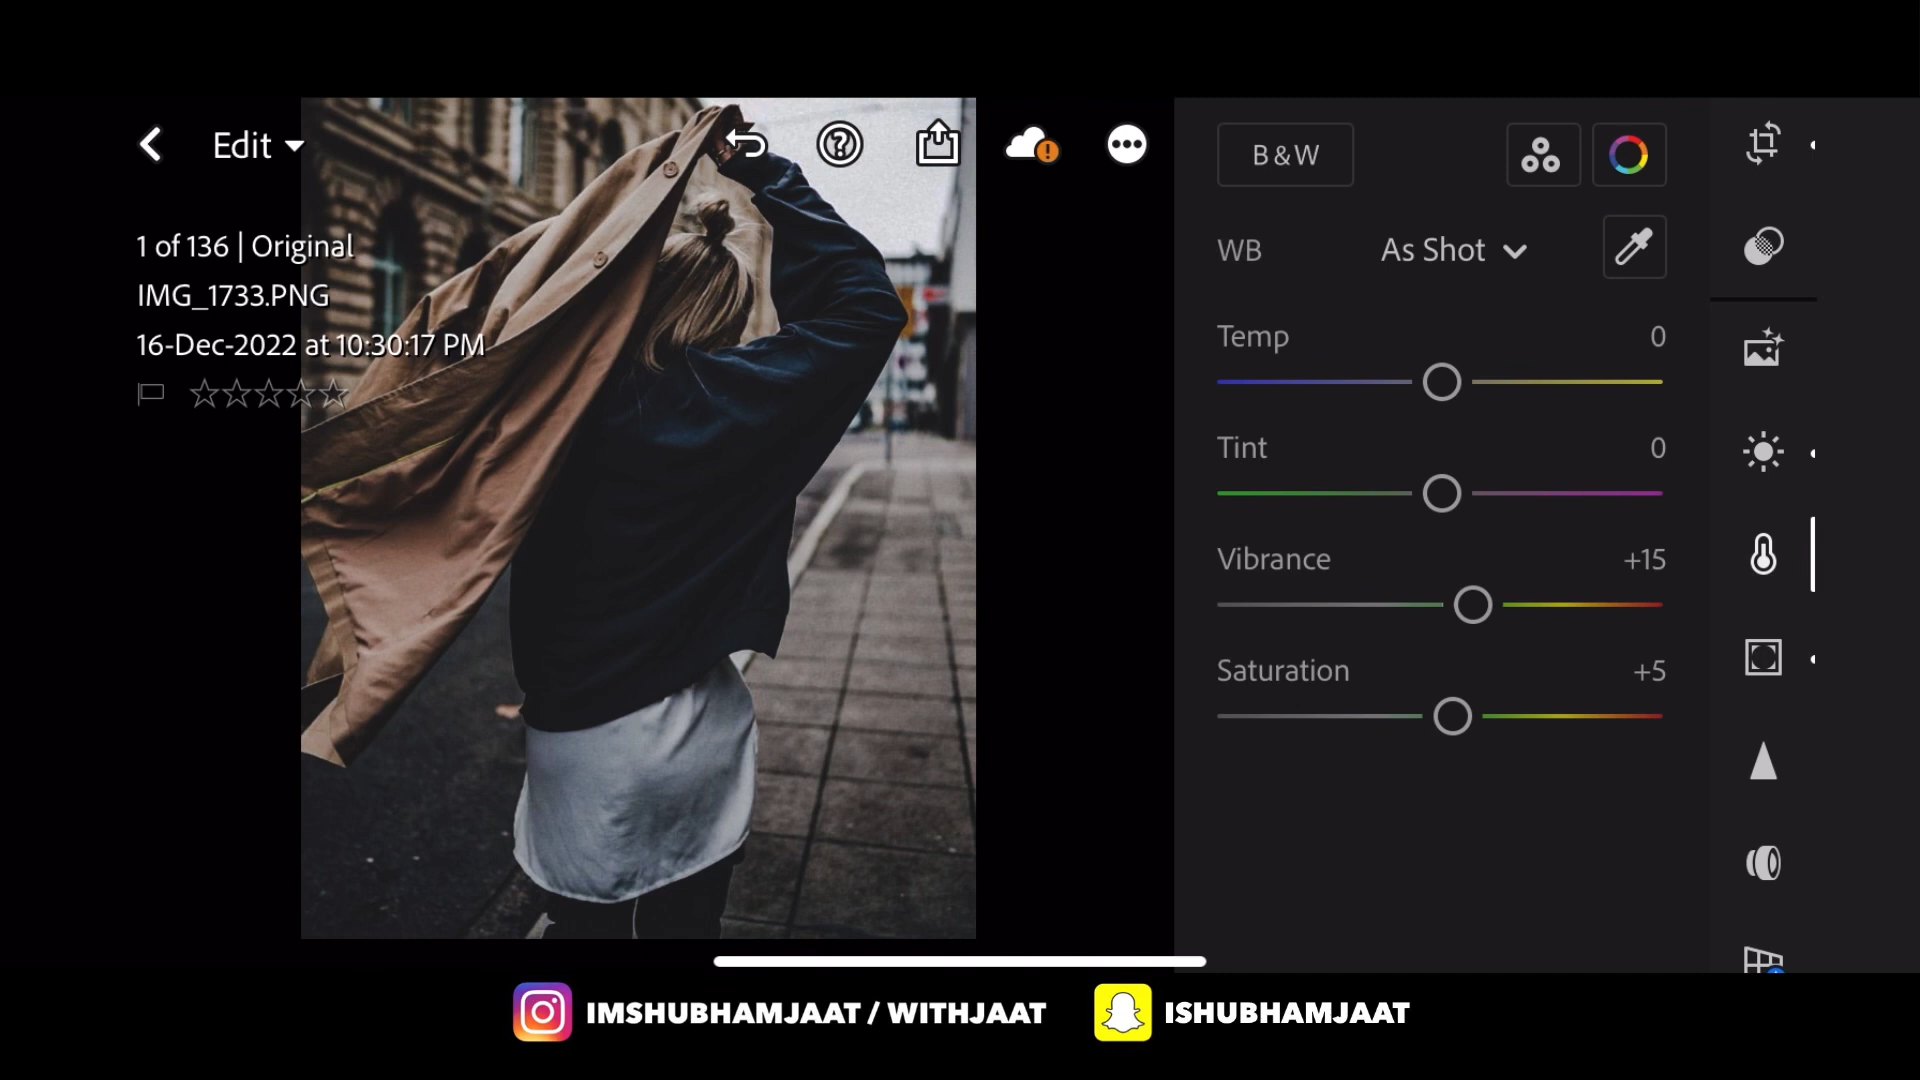 Edit
1 of 136 | Original
IMG_1733.PNG
16-Dec-2022 at 10:30:17 PM
B&W
WB As Shot
Temp 0
Tint 0
Vibrance +15
Saturation +5
IMSHUBHAMJAAT / WITHJAAT ISHUBHAMJAAT